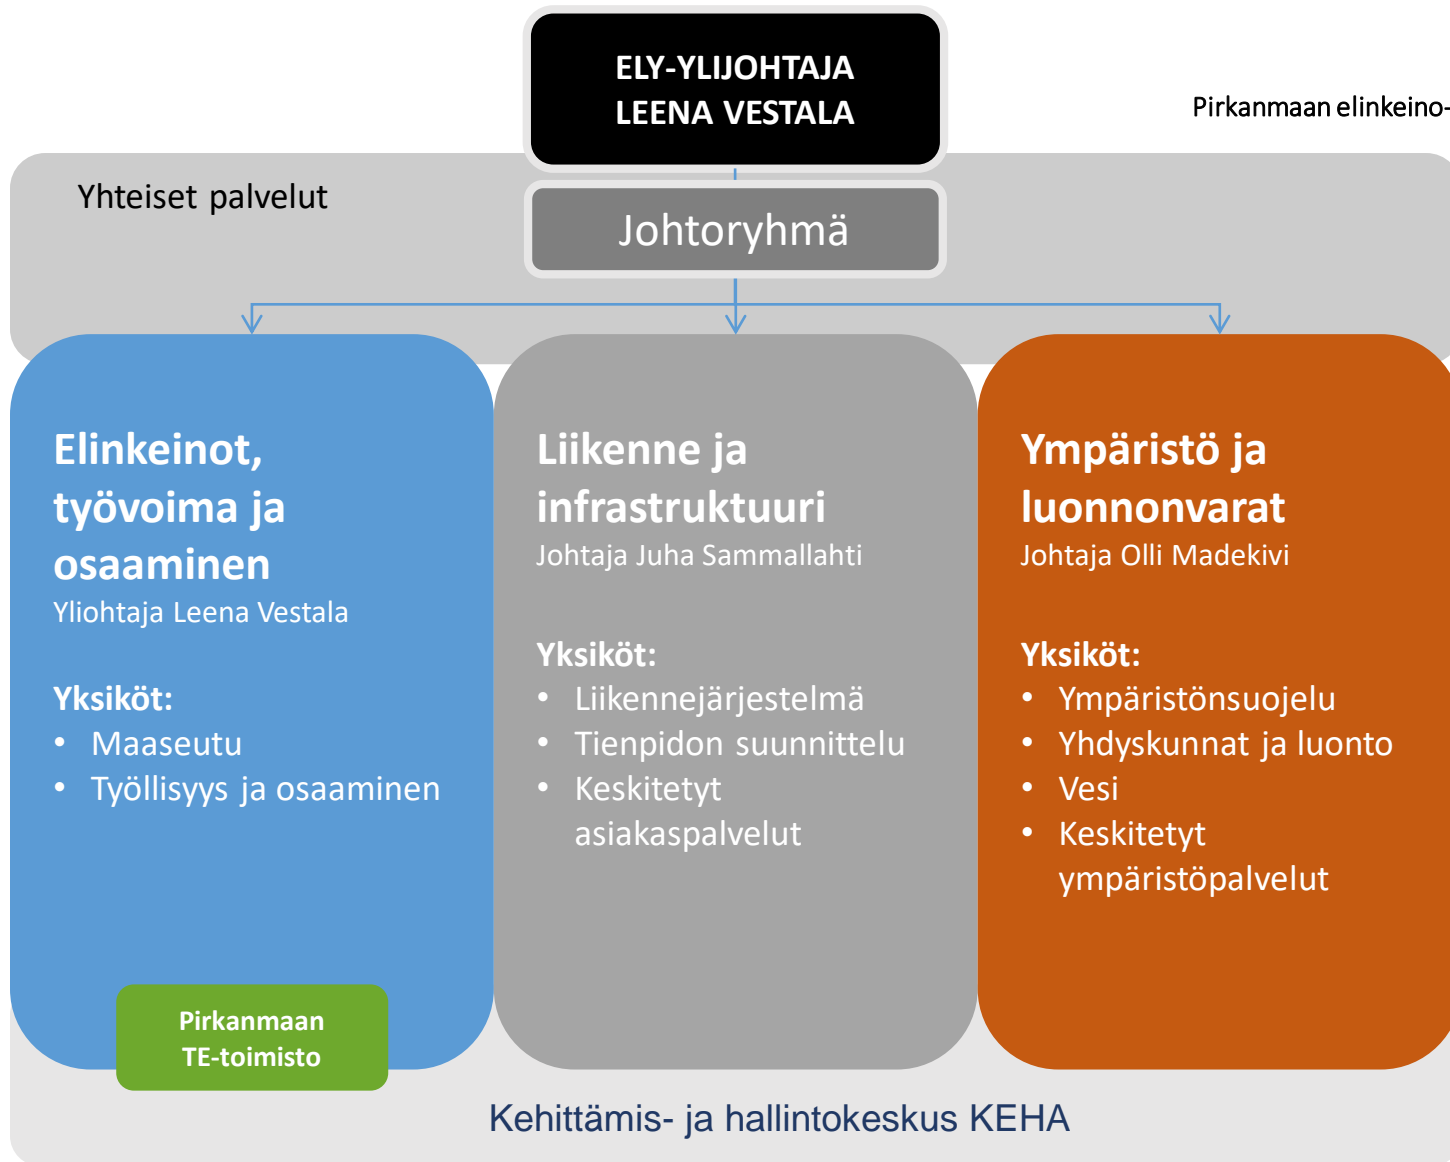 ELY-YLIJOHTAJA
LEENA VESTALA
Pirkanmaan elinkeino-
Yhteiset palvelut
Johtoryhmä
Elinkeinot,
työvoima ja
osaaminen
Yliohtaja Leena Vestala
Yksiköt:
• Maaseutu
• Työllisyys ja osaaminen
Pirkanmaan
TE-toimisto
Liikenne ja
infrastruktuuri
Johtaja Juha Sammallahti
Yksiköt:
• Liikennejärjestelmä
• Tienpidon suunnittelu
• Keskitetyt
asiakaspalvelut
Ympäristö ja
luonnonvarat
Johtaja Olli Madekivi
Yksiköt:
• Ympäristönsuojelu
• Yhdyskunnat ja luonto
• Vesi
• Keskitetyt
ympäristöpalvelut
Kehittämis- ja hallintokeskus KEHA